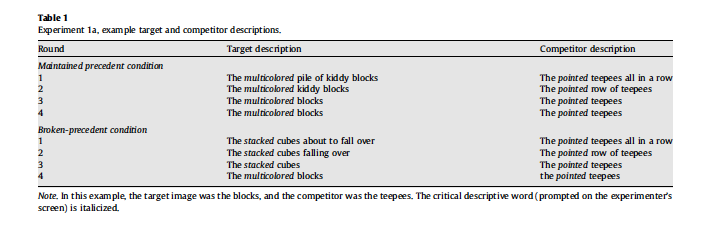 Table 1
Experiment 1a, example target and competitor descriptions.
Round Target description Competitor description
Maintained precedent condition
1 The multicolored pile of kiddy blocks The pointed teepees all in a row
2 The multicolored kiddy blocks The pointed row of teepees
3 The multicolored blocks The pointed teepees
4 The multicolored blocks The pointed teepees
Broken-precedent condition
1 The stacked cubes about to fall over The pointed teepees all in a row
2 The stacked cubes falling over The pointed row of teepees
3 The stacked cubes The pointed teepees
4 The multicolored blocks the pointed teepees
Note. In this example, the target image was the blocks, and the competitor was the teepees. The critical descriptive word (prompted on the experimenter's
screen) is italicized.